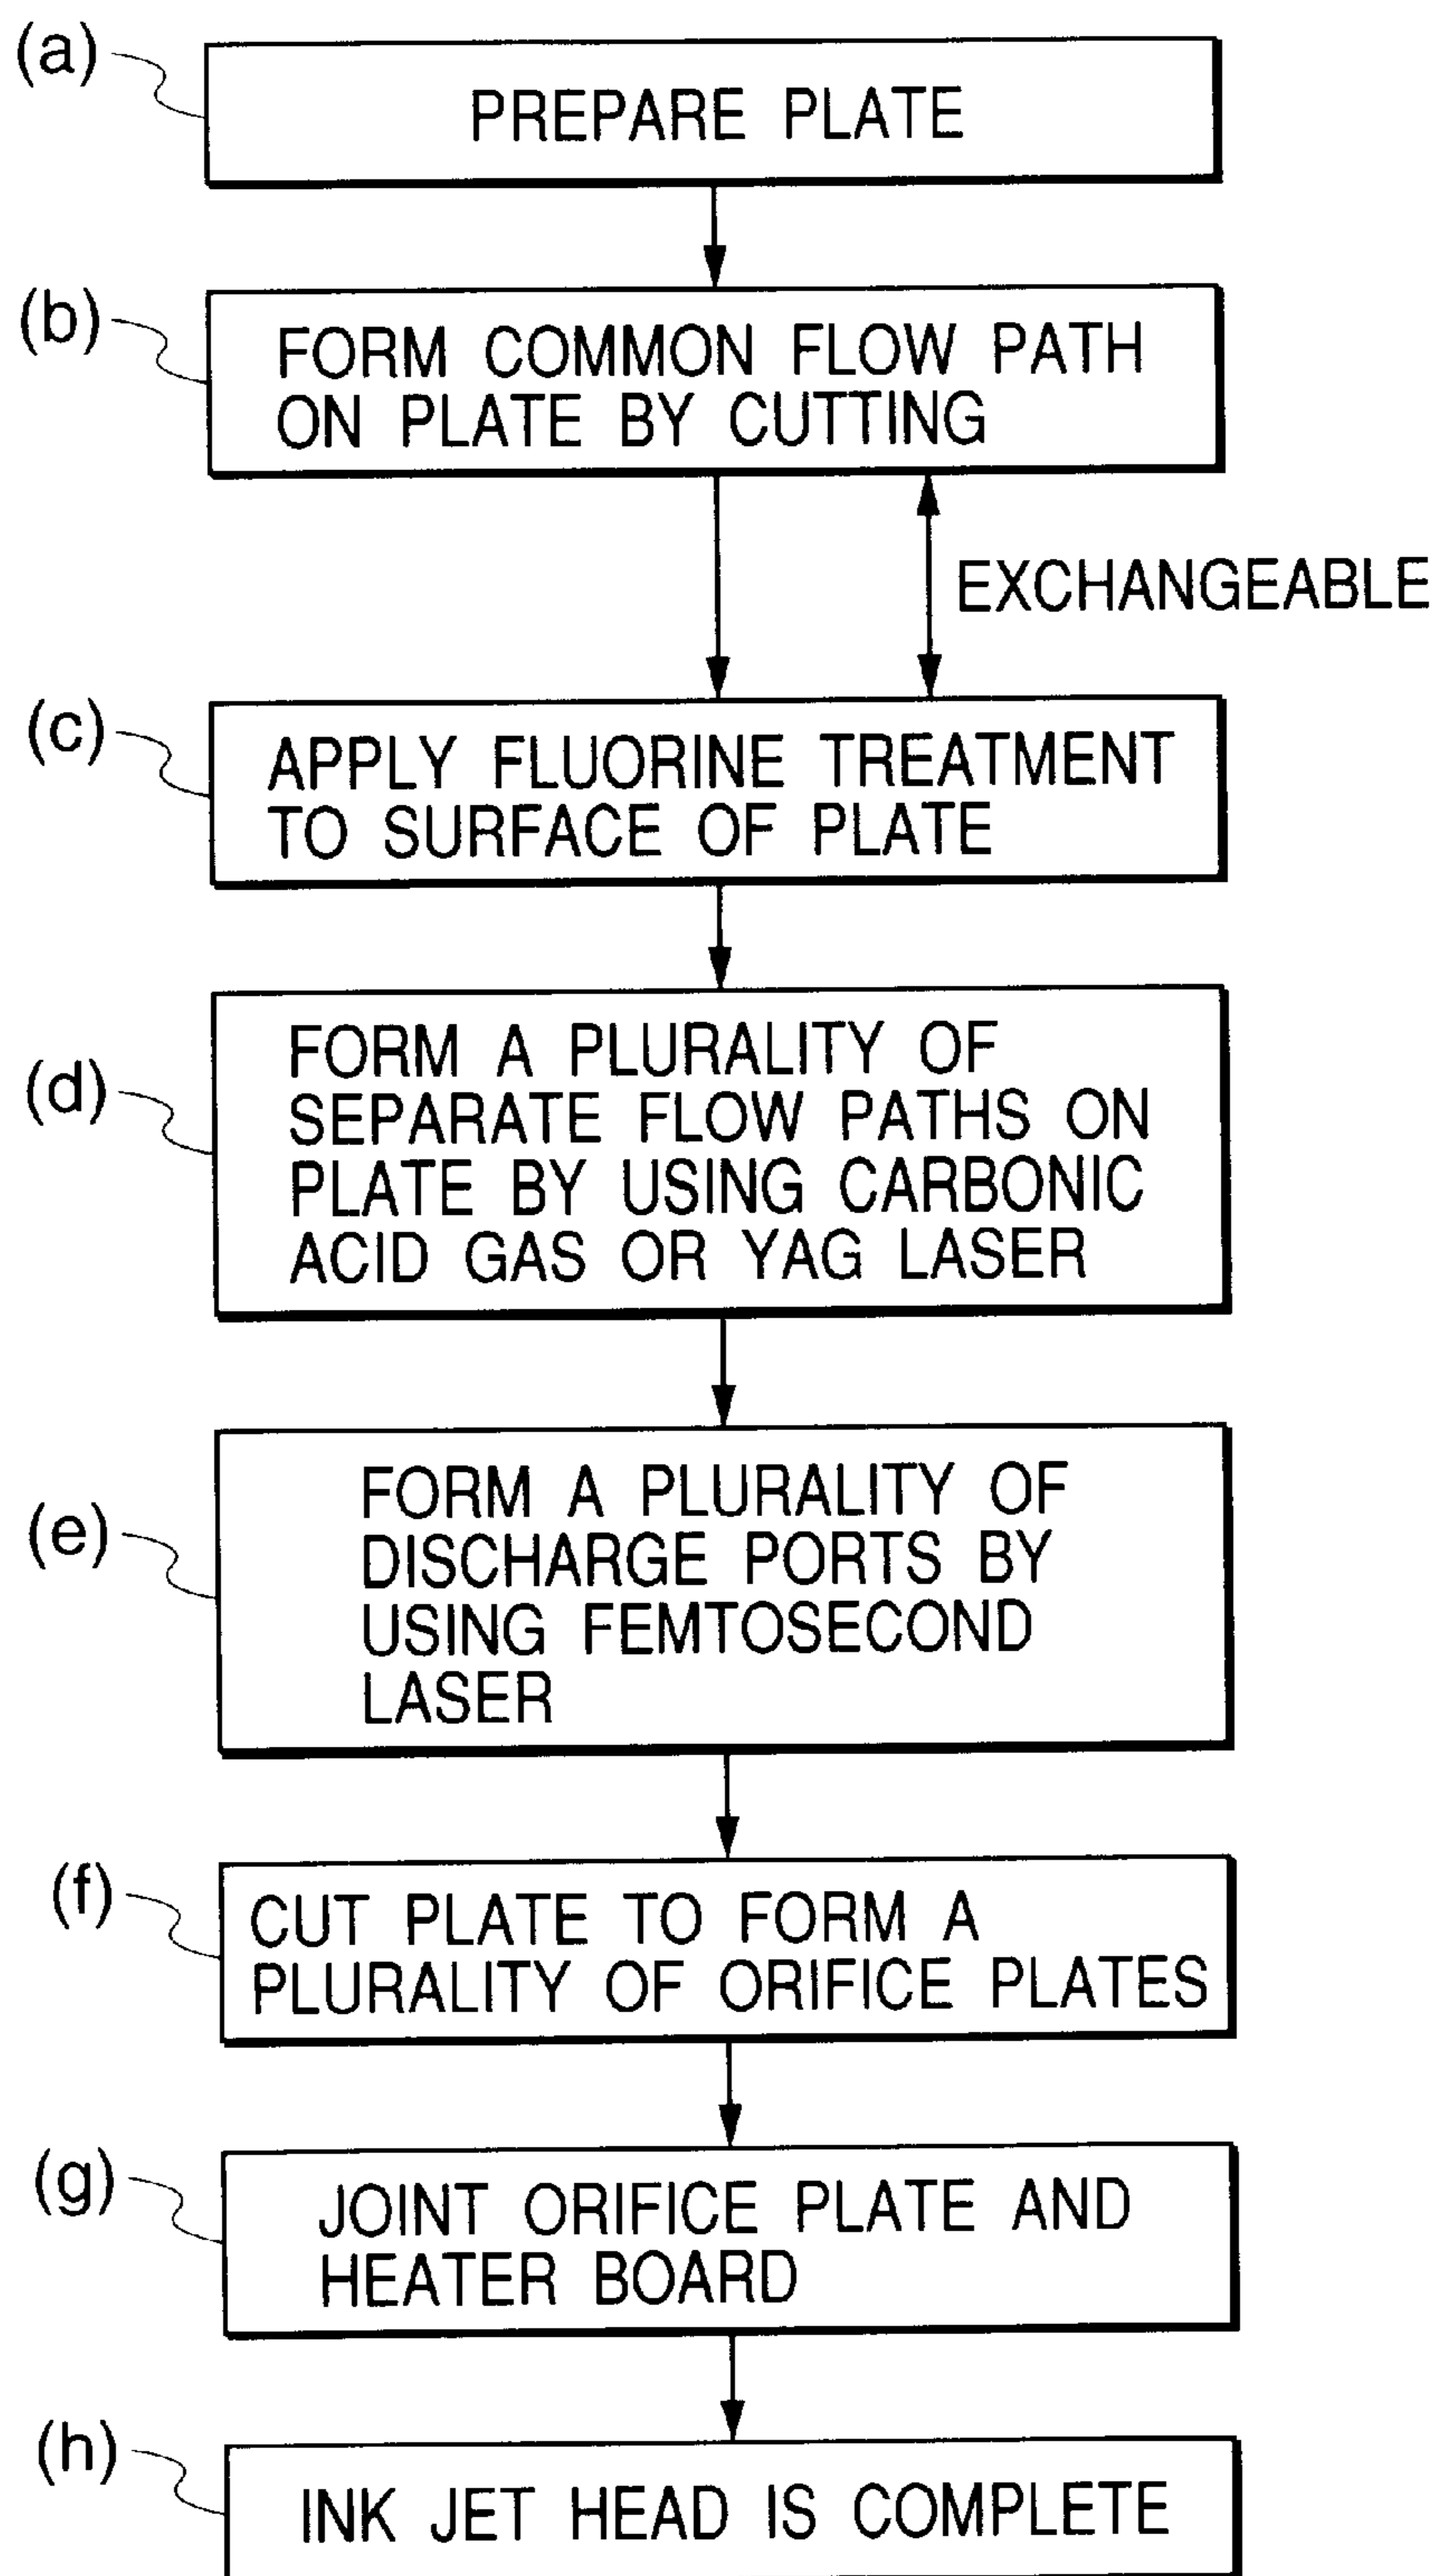 (a)
PREPARE PLATE
(b)
FORM COMMON FLOW PATH
ON PLATE BY CUTTING
EXCHANGEABLE
(c)
APPLY FLUORINE TREATMENT
TO SURFACE OF PLATE
(d)
FORM A PLURALITY OF
SEPARATE FLOW PATHS ON
PLATE BY USING CARBONIC
ACID GAS OR YAG LASER
(e)
FORM A PLURALITY OF
DISCHARGE PORTS BY
USING FEMTOSECOND
LASER
(f)
CUT PLATE TO FORM A
PLURALITY OF ORIFICE PLATES
(g)
JOINT ORIFICE PLATE AND
HEATER BOARD
(h)
INK JET HEAD IS COMPLETE